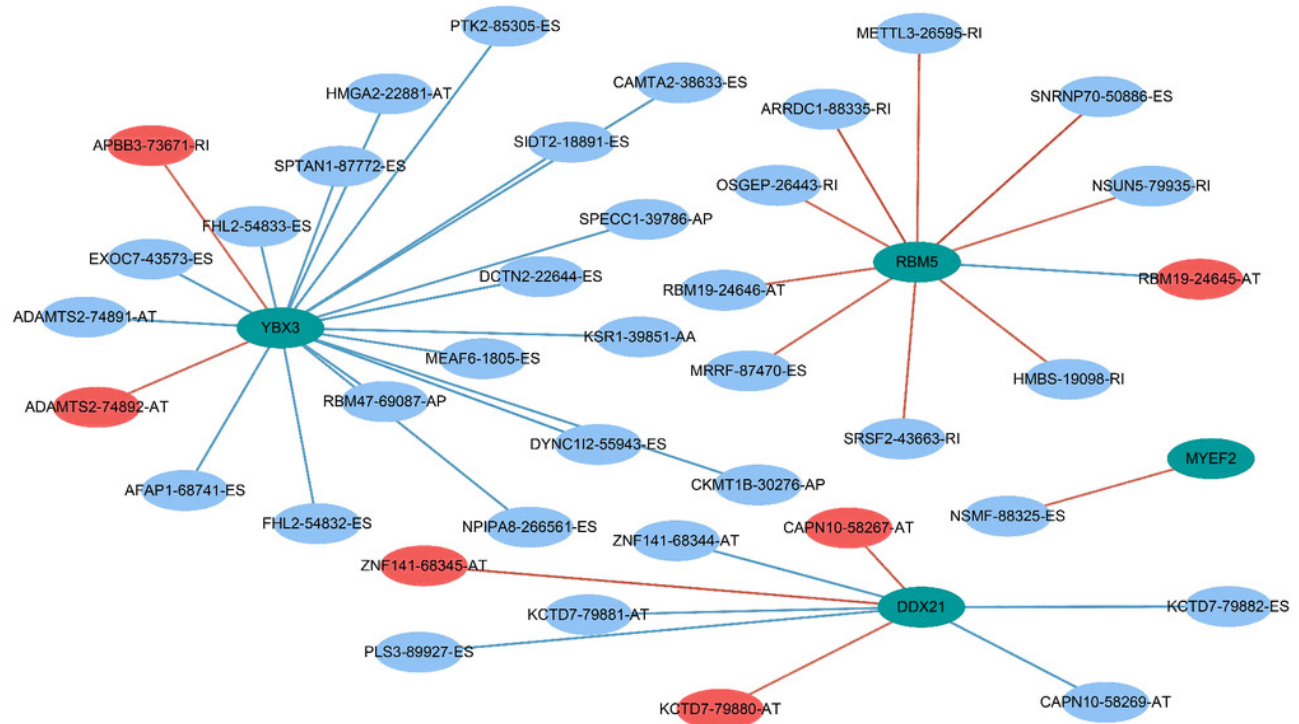 PTK2-85305-ES
METTL3-26595-RI
HMGA2-22881-AT
CAMTA2-38633-ES
ARRDC1-88335-RI
SNRNP70-50886-ES
APBB3-73671-RI
SIDT2-18891-ES
SPTAN1-87772-ES
OSGEP-26443-RI
NSUN5-79935-RI
FHL2-54833-ES
SPECC1-39786-AP
EXOC7-43573-ES
DCTN2-22644-ES
RBM5
RBM19-24645-AT
RBM19-24646-AT
ADAMTS2-74891-AT
YBX3
KSR1-39851-AA
MEAF6-1805-ES
MRRF-87470-ES
HMBS-19098-RI
ADAMTS2-74892-AT
RBM47-69087-AP
DYNC1I2-55943-ES
SRSF2-43663-RI
MYEF2
AFAP1-68741-ES
CKMT1B-30276-AP
FHL2-54832-ES
NPIPA8-266561-ES
NSMF-88325-ES
CAPN10-58267-AT
ZNF141-68344-AT
ZNF141-68345-AT
DDX21
KCTD7-79882-ES
KCTD7-79881-AT
PLS3-89927-ES
CAPN10-58269-AT
KCTD7-79880-AT